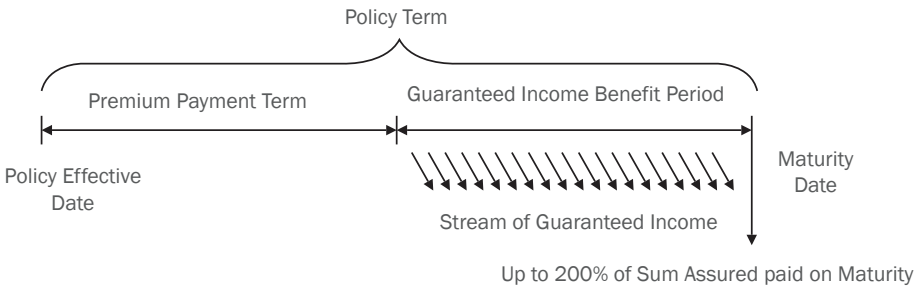 Policy Term
Premium Payment Term
Guaranteed Income Benefit Period
Policy Effective
Date
Maturity
Date
Stream of Guaranteed Income
Up to 200% of Sum Assured paid on Maturity